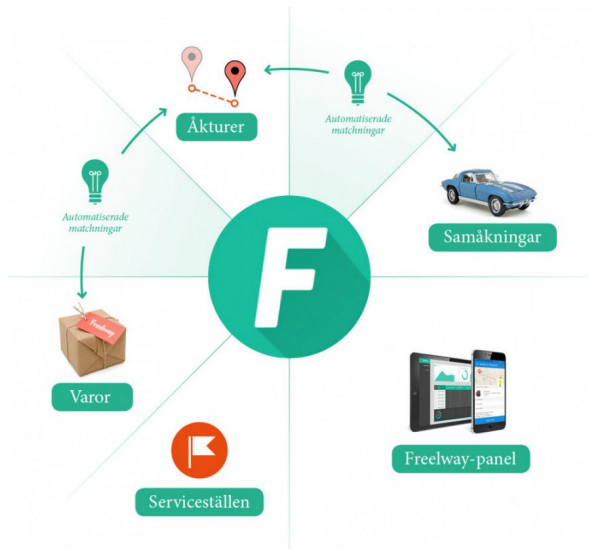 Åkturer
Automatiserade
matchningar
Automatiserade
matchningar
Samåkningar
F
Freelway
Varor
Freelway-panel
Serviceställen